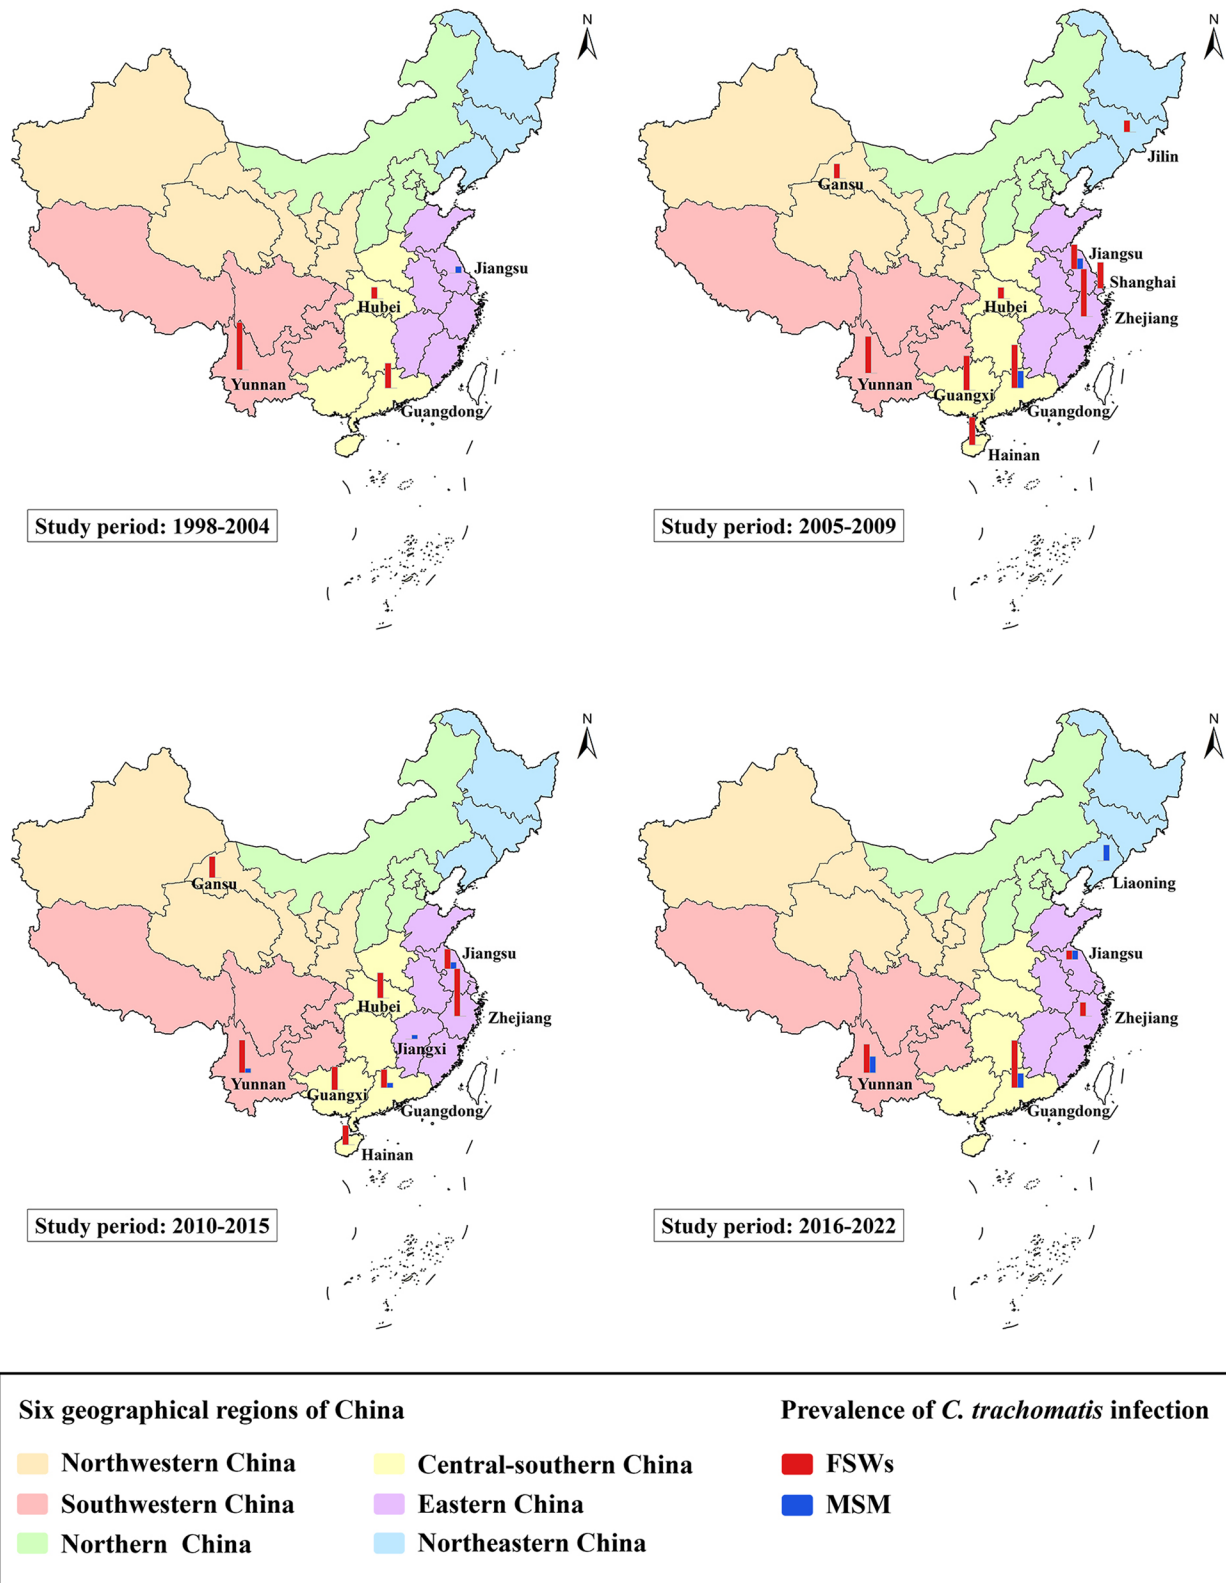 N
Jiangsu
Hubei
Yunnan
Guangdong
Study period: 1998-2004
N
Jilin
Gansu
Jiangsu
Shanghai
Hubei
Zhejiang
Yunnan
Guangxi
Guangdong
Hainan
Study period: 2005-2009
N
Gansu
Jiangsu
Hubei
Zhejiang
Jiangxi
Yunnan
Guangxi
Guangdong
Hainan
Study period: 2010-2015
N
Liaoning
Jiangsu
Zhejiang
Yunnan
Guangdong
Study period: 2016-2022
Six geographical regions of China
Northwestern China
Southwestern China
Northern China
Central-southern China
Eastern China
Northeastern China
Prevalence of C. trachomatis infection
FSWs
MSM